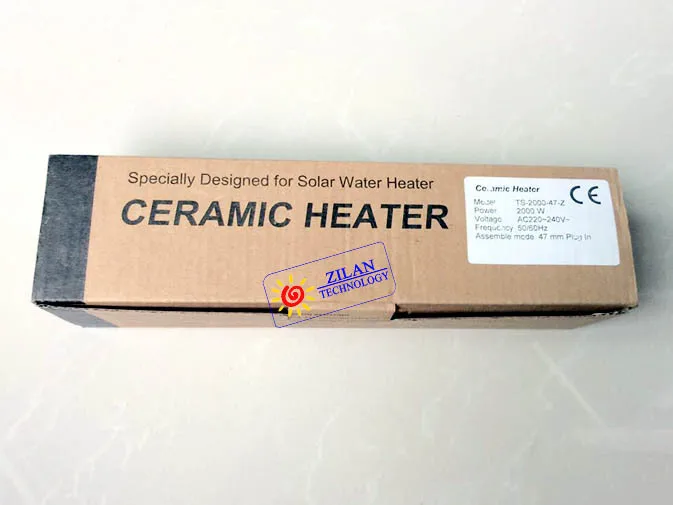 Specially Designed for Solar Water Heater
CERAMIC HEATER
Ceramic Heater
CE
Model TS-2000-47-Z
Power 2000 W
Voltage AC220~240V~
Frequency 50/60Hz
Assemble mode 47 mm Plug In
ZILAN
TECHNOLOGY